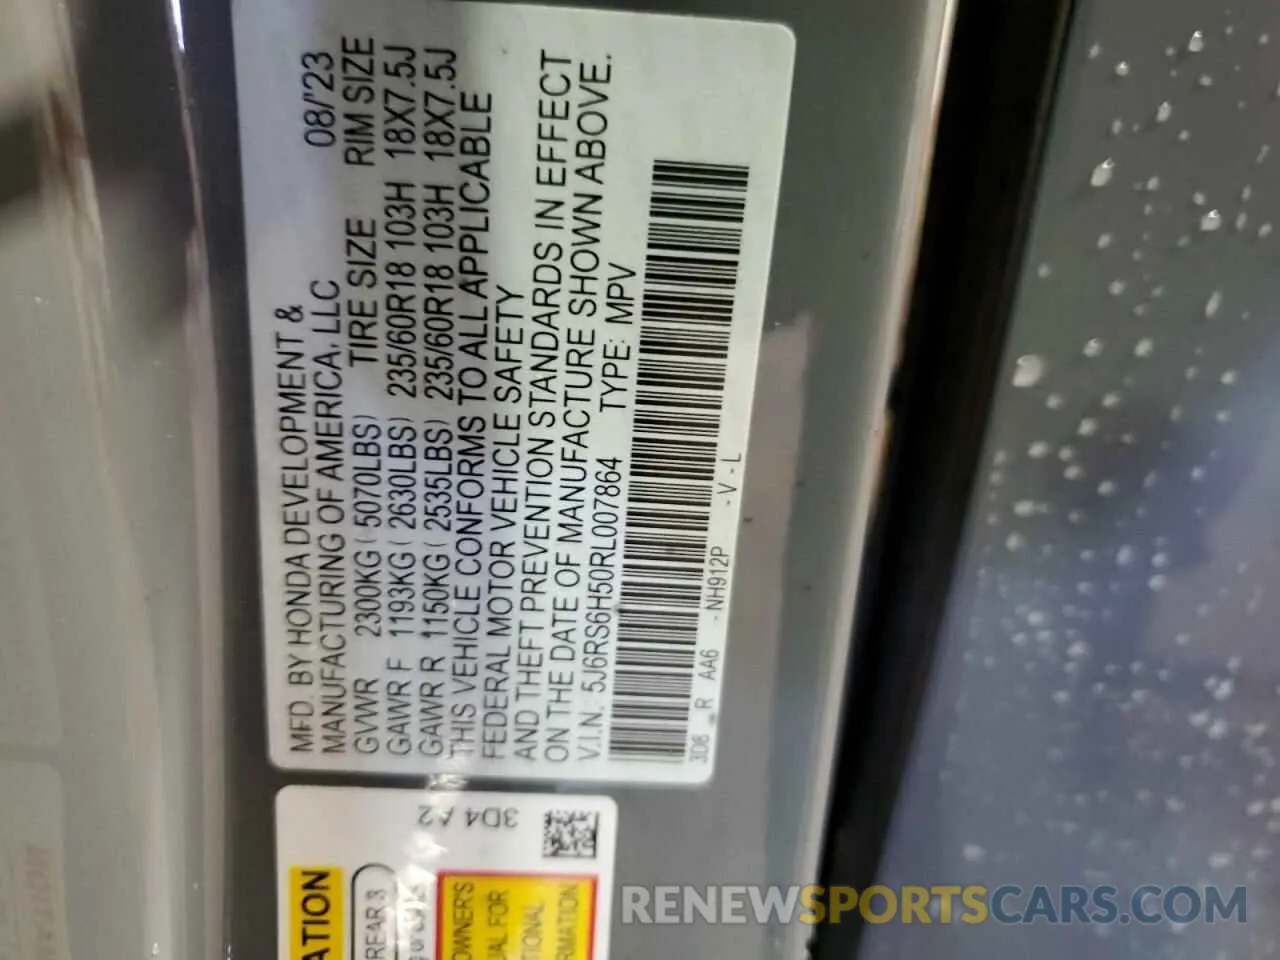 MFD. BY HONDA DEVELOPMENT &
MANUFACTURING OF AMERICA, LLC 08/'23
GVWR 2300KG (5070LBS) TIRE SIZE RIM SIZE
GAWR F 1193KG (2630LBS) 235/60R18 103H 18X7.5J
GAWR R 1150KG (2535LBS) 235/60R18 103H 18X7.5J
THIS VEHICLE CONFORMS TO ALL APPLICABLE
FEDERAL MOTOR VEHICLE SAFETY
AND THEFT PREVENTION STANDARDS IN EFFECT
ON THE DATE OF MANUFACTURE SHOWN ABOVE.
V.I.N. 5J6RS6H50RL007864 TYPE: MPV
3D8_R AA6 - NH912P - V - L
3D4
ATION
REAR 3
OWNER'S
UAL FOR
TIONAL
RMATION
RENEWSPORTSCARS.COM